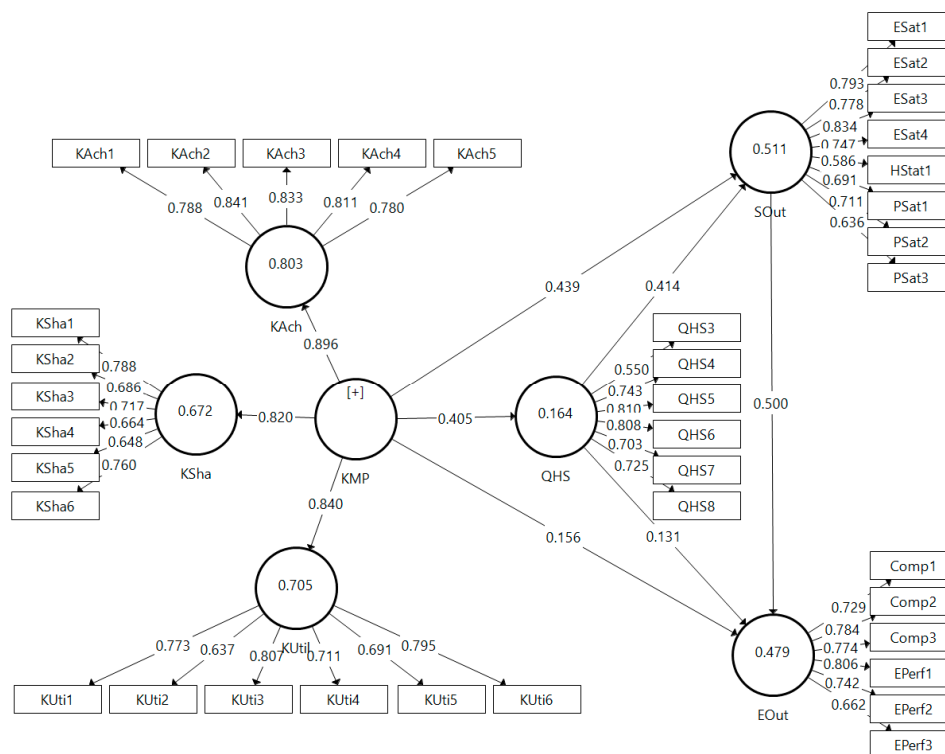 ESat1
ESat2
ESat3
ESat4
HStat1
PSat1
PSat2
PSat3
0.793
0.778
0.834
0.747
0.586
0.691
0.711
0.636
0.511
SOut
KAch1 KAch2 KAch3 KAch4 KAch5
0.788 0.841 0.833 0.811 0.780
0.803
KAch
0.896
0.439
0.414
KSha1
KSha2
KSha3
KSha4
KSha5
KSha6
0.788
0.686
0.717
0.664
0.648
0.760
0.672
KSha
0.820
[+]
KMP
0.405
0.164
QHS
QHS3
QHS4
QHS5
QHS6
QHS7
QHS8
0.550
0.743
0.810
0.808
0.703
0.725
0.500
0.840
0.156
0.131
0.705
KUtil
0.773 0.637 0.807 0.711 0.691 0.795
KUti1 KUti2 KUti3 KUti4 KUti5 KUti6
0.479
EOut
0.729
0.784
0.774
0.806
0.742
0.662
Comp1
Comp2
Comp3
EPerf1
EPerf2
EPerf3